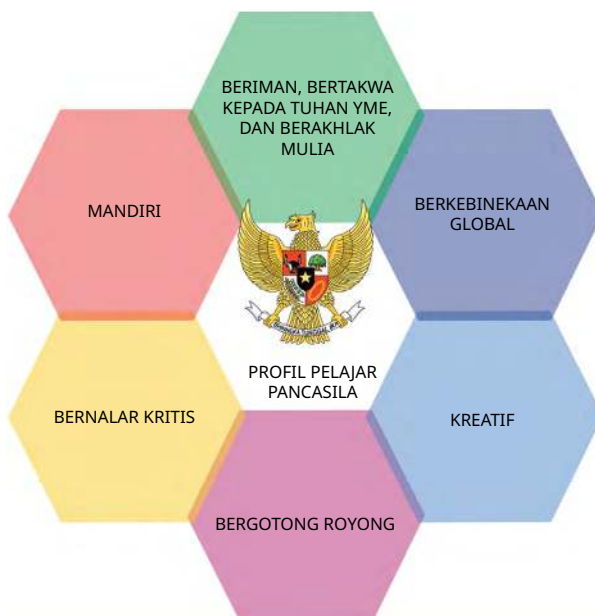 BERIMAN, BERTAKWA
KEPADA TUHAN YME,
DAN BERAKHLAK
MULIA
MANDIRI
BERKEBINEKAAN
GLOBAL
PROFIL PELAJAR
PANCASILA
BERNALAR KRITIS
KREATIF
BERGOTONG ROYONG